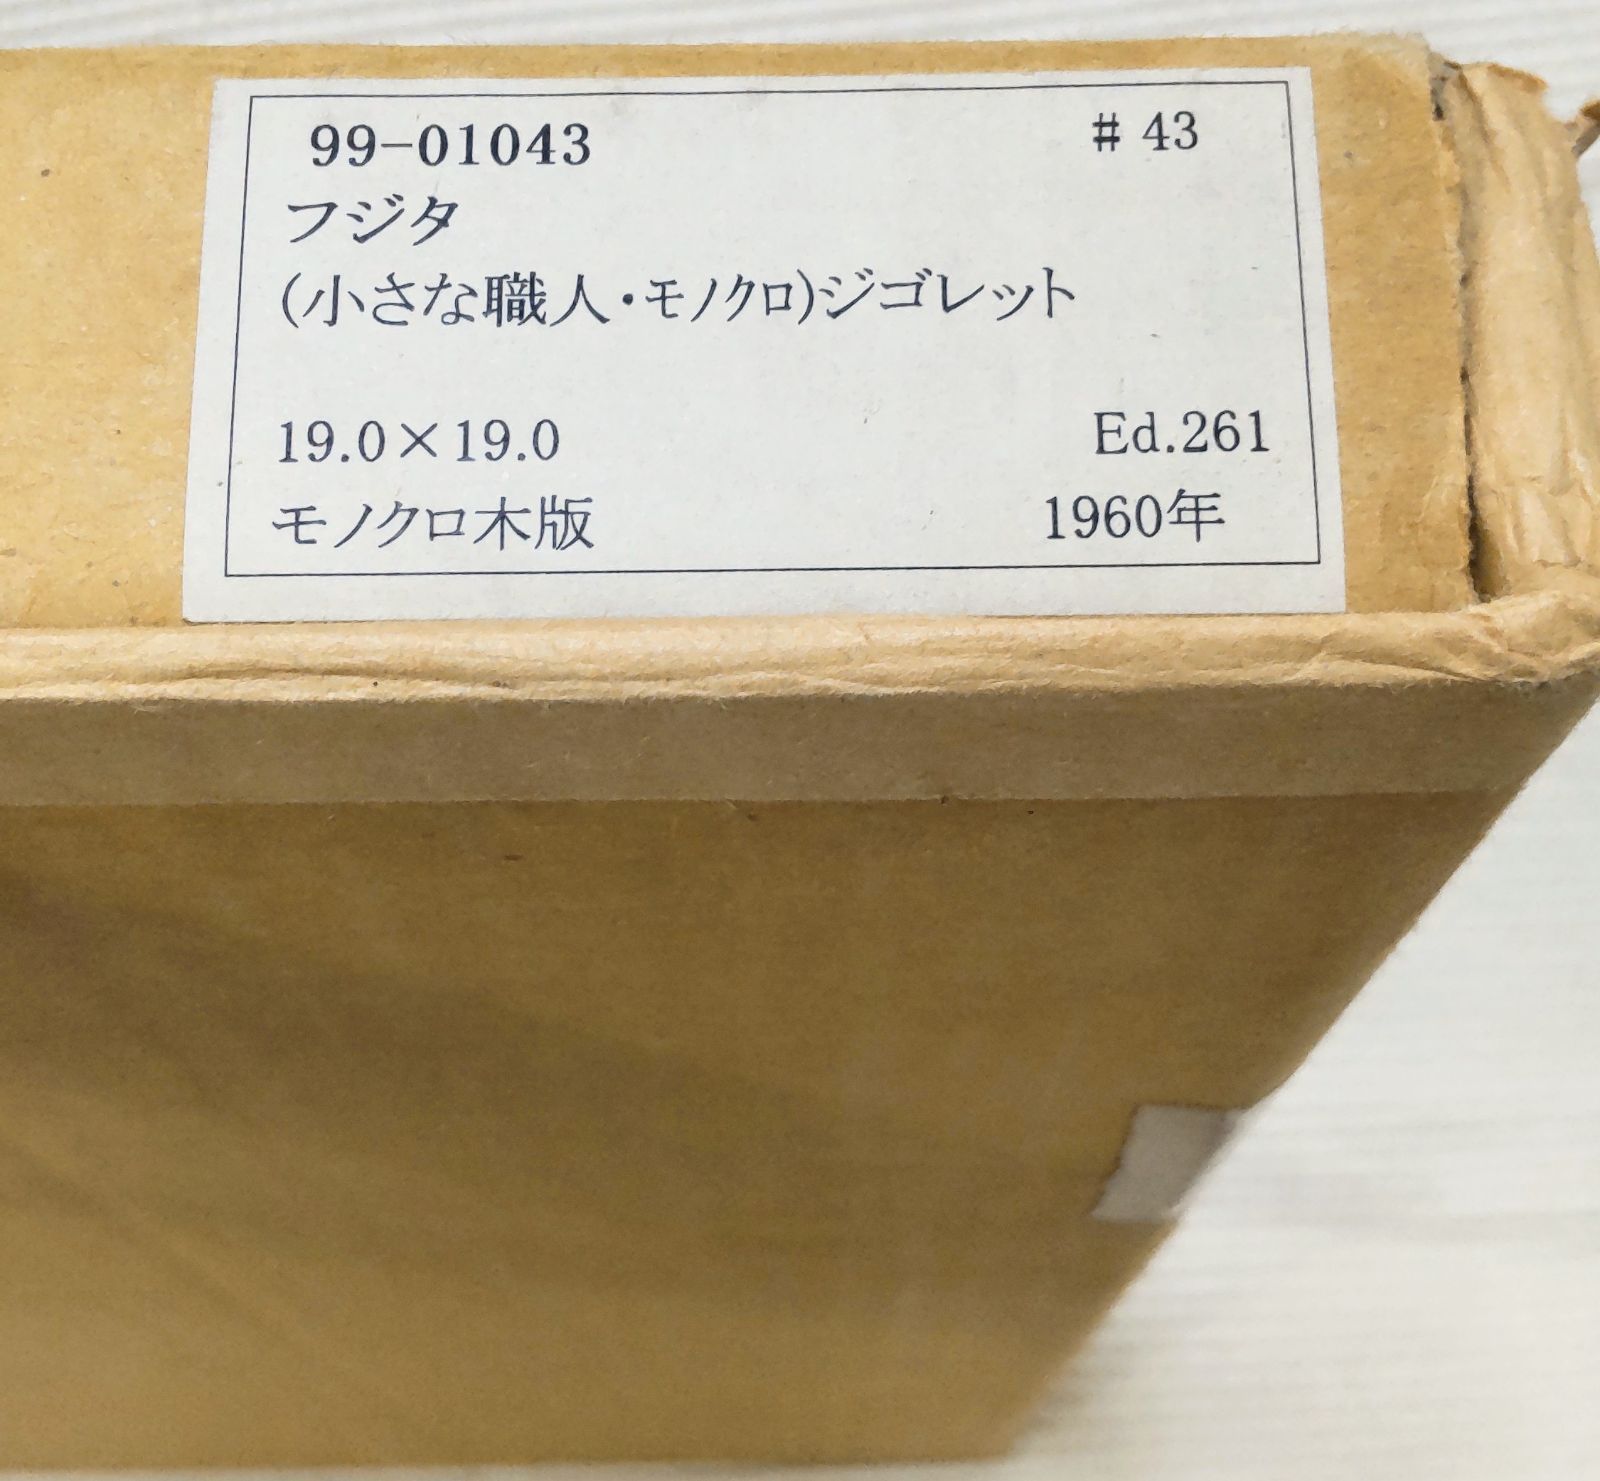 99-01043 # 43
フジタ
(小さな職人・モノクロ)ジゴレット
19.0×19.0 Ed.261
モノクロ木版 1960年